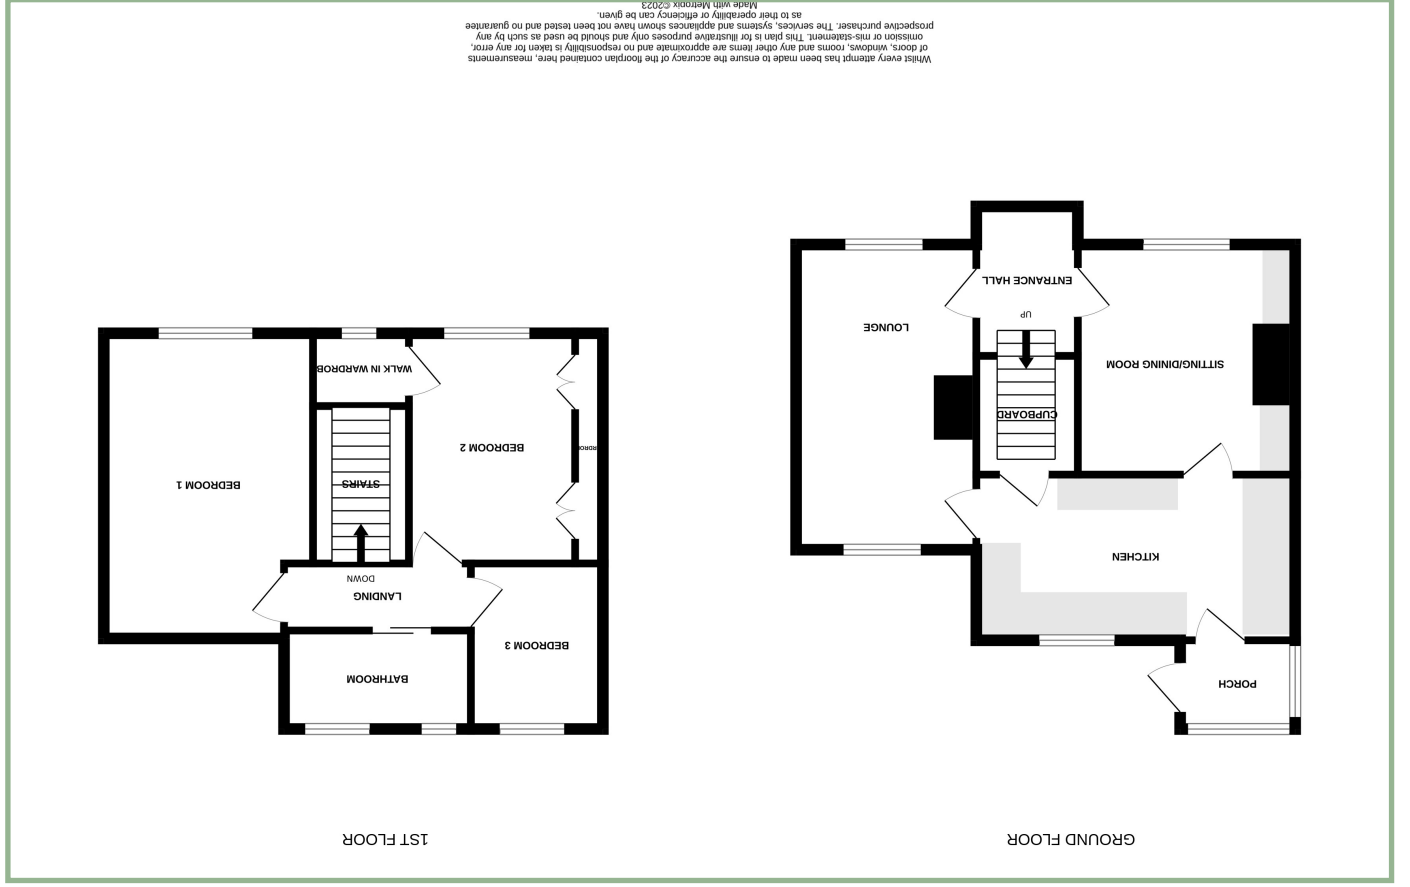 GROUND FLOOR
1ST FLOOR
PORCH
KITCHEN
CUPBOARD
SITTING/DINING ROOM
LOUNGE
UP
ENTRANCE HALL
BATHROOM
BEDROOM 3
LANDING
DOWN
BEDROOM 1
STAIRS
BEDROOM 2
WALK IN WARDROB
Whilst every attempt has been made to ensure the accuracy of the floorplan contained here, measurements
of doors, windows, rooms and any other items are approximate and no responsibility is taken for any error,
omission or mis-statement. This plan is for illustrative purposes only and should be used as such by any
prospective purchaser. The services, systems and appliances shown have not been tested and no guarantee
as to their operability or efficiency can be given.
Made with Metropix ©2023